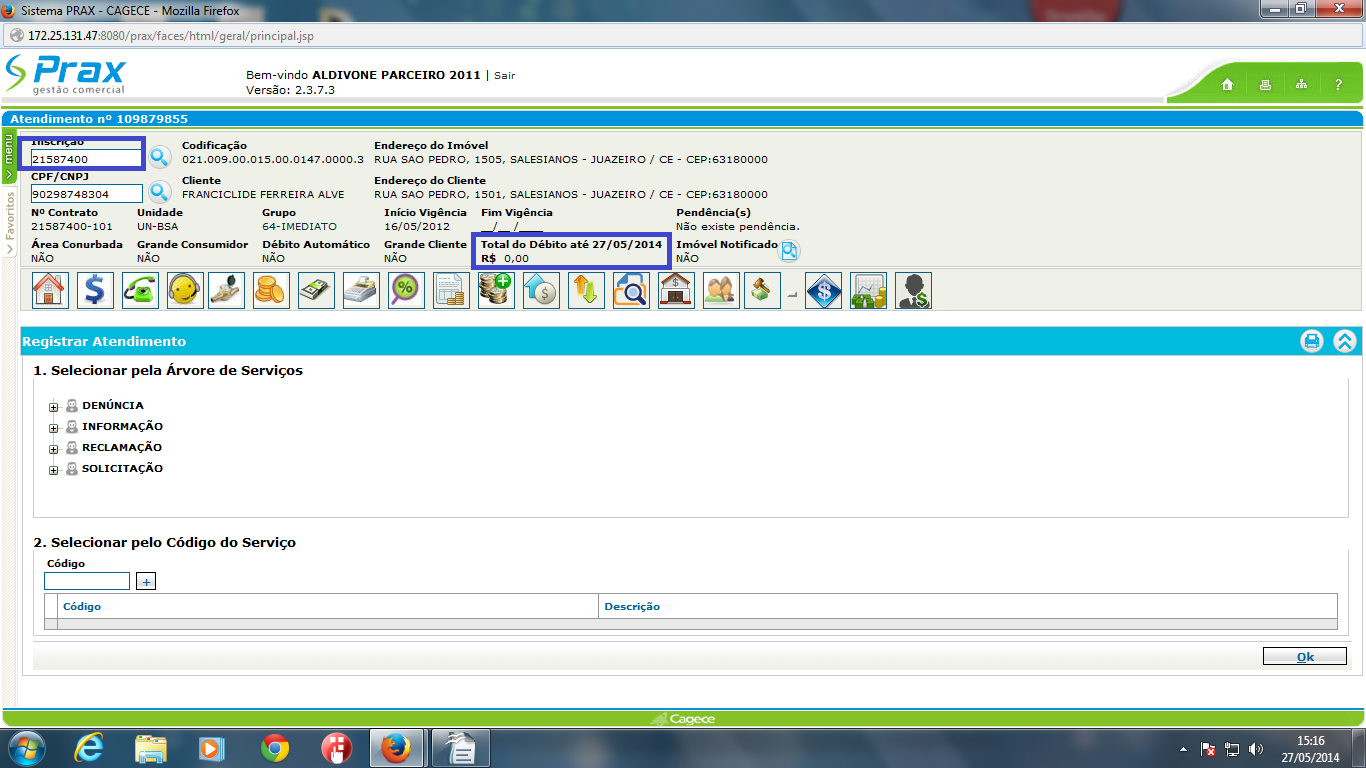 Sistema PRAX - CAGECE - Mozilla Firefox
172.25.131.47:8080/prax/faces/html/geral/principal.jsp
Prax
gestão comercial
Bem-vindo ALDIVONE PARCEIRO 2011 | Sair
Versão: 2.3.7.3
Atendimento nº 109879855
menu
Favoritos
Inscrição Codificação Endereço do Imóvel
21587400 021.009.00.015.00.0147.0000.3 RUA SAO PEDRO, 1505, SALESIANOS - JUAZEIRO / CE - CEP:63180000
CPF/CNPJ Cliente Endereço do Cliente
90298748304 FRANCICLIDE FERREIRA ALVE RUA SAO PEDRO, 1501, SALESIANOS - JUAZEIRO / CE - CEP:63180000
Nº Contrato Unidade Grupo Início Vigência Fim Vigência Pendência(s)
21587400-101 UN-BSA 64-IMEDIATO 16/05/2012 __/__/____ Não existe pendência.
Área Conurbada Grande Consumidor Débito Automático Grande Cliente Total do Débito até 27/05/2014 Imóvel Notificado
NÃO NÃO NÃO NÃO R$ 0,00 NÃO
Registrar Atendimento
1. Selecionar pela Árvore de Serviços
DENÚNCIA
INFORMAÇÃO
RECLAMAÇÃO
SOLICITAÇÃO
2. Selecionar pelo Código do Serviço
Código
+
Código Descrição
Ok
Cagece
15:16
27/05/2014